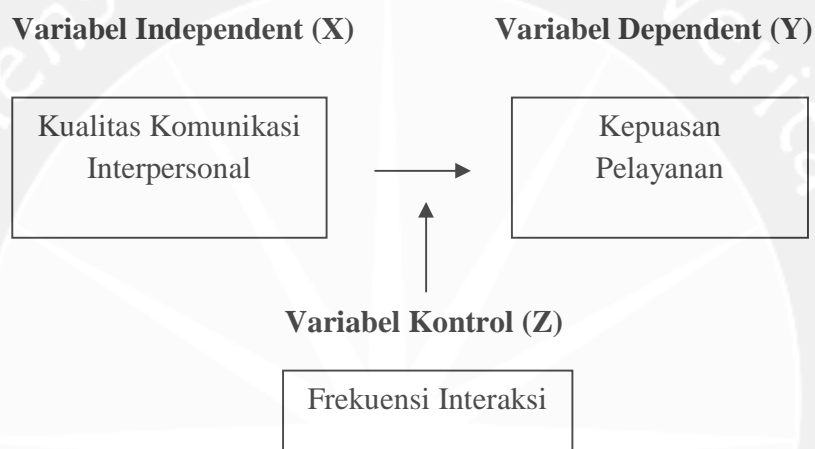 Variabel Independent (X)
Variabel Dependent (Y)
Kualitas Komunikasi
Interpersonal
Kepuasan
Pelayanan
Variabel Kontrol (Z)
Frekuensi Interaksi